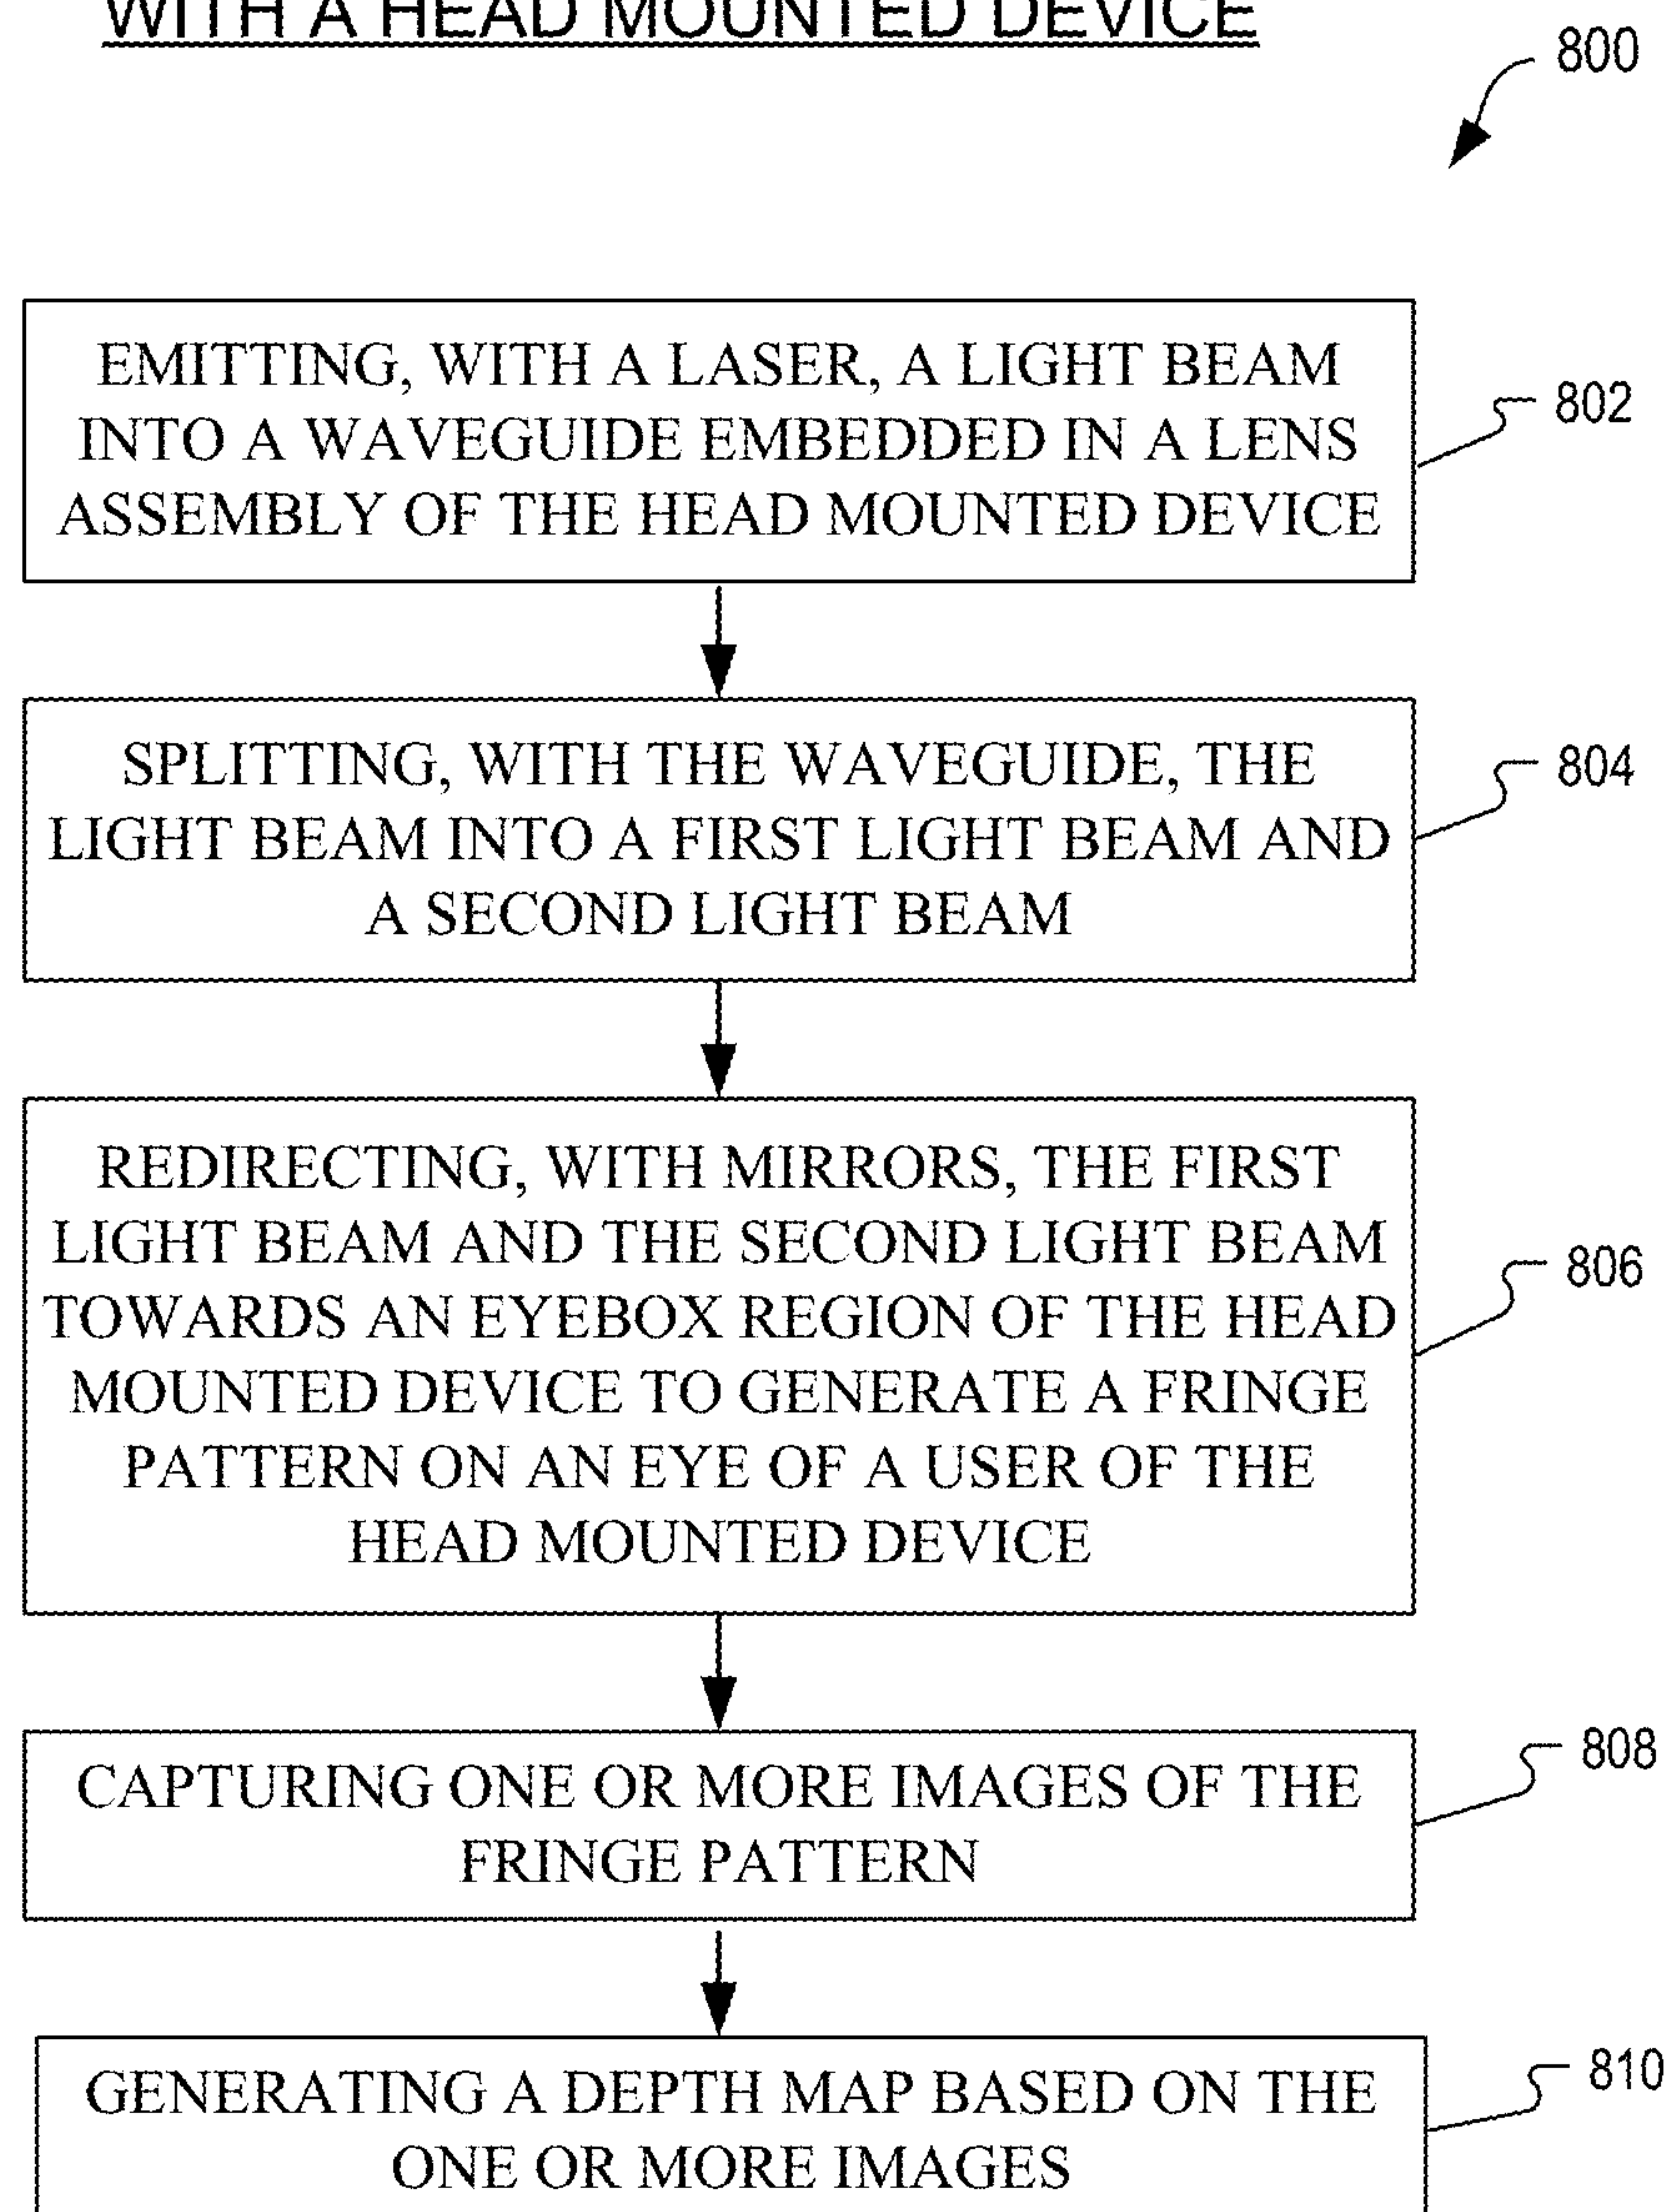 WITH A HEAD MOUNTED DEVICE
800
EMITTING, WITH A LASER, A LIGHT BEAM
INTO A WAVEGUIDE EMBEDDED IN A LENS
ASSEMBLY OF THE HEAD MOUNTED DEVICE
802
SPLITTING, WITH THE WAVEGUIDE, THE
LIGHT BEAM INTO A FIRST LIGHT BEAM AND
A SECOND LIGHT BEAM
804
REDIRECTING, WITH MIRRORS, THE FIRST
LIGHT BEAM AND THE SECOND LIGHT BEAM
TOWARDS AN EYEBOX REGION OF THE HEAD
MOUNTED DEVICE TO GENERATE A FRINGE
PATTERN ON AN EYE OF A USER OF THE
HEAD MOUNTED DEVICE
806
CAPTURING ONE OR MORE IMAGES OF THE
FRINGE PATTERN
808
GENERATING A DEPTH MAP BASED ON THE
ONE OR MORE IMAGES
810